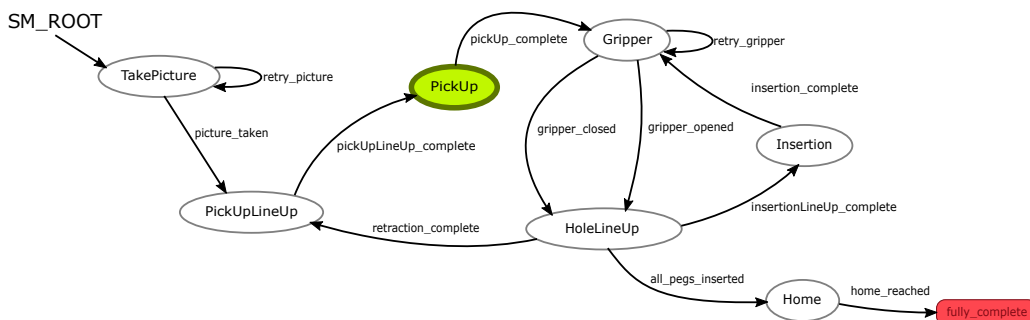 SM_ROOT
pickUp_complete
Gripper
retry_gripper
TakePicture
retry_picture
PickUp
insertion_complete
picture_taken
pickUpLineUp_complete
gripper_closed
gripper_opened
Insertion
PickUpLineUp
insertionLineUp_complete
retraction_complete
HoleLineUp
all_pegs_inserted
Home
home_reached
fully_complete